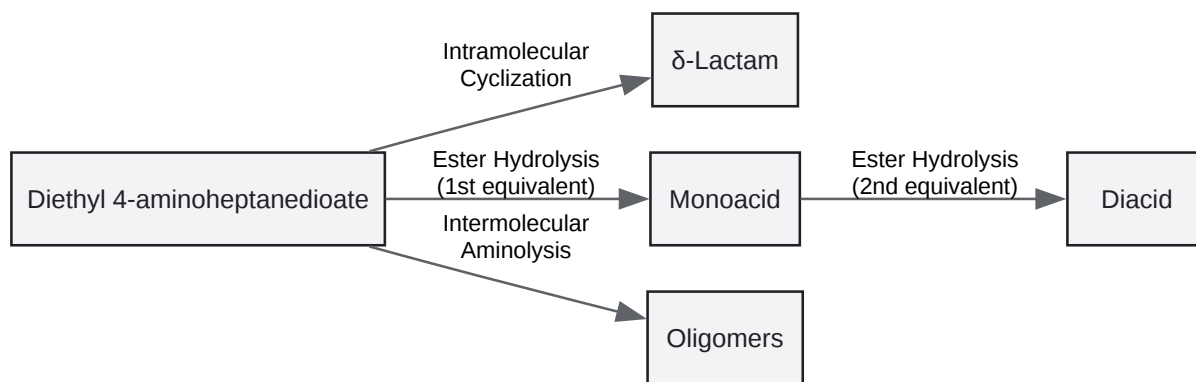 Intramolecular
Cyclization
δ-Lactam
Diethyl 4-aminoheptanedioate
Ester Hydrolysis
(1st equivalent)
Monoacid
Ester Hydrolysis
(2nd equivalent)
Diacid
Intermolecular
Aminolysis
Oligomers